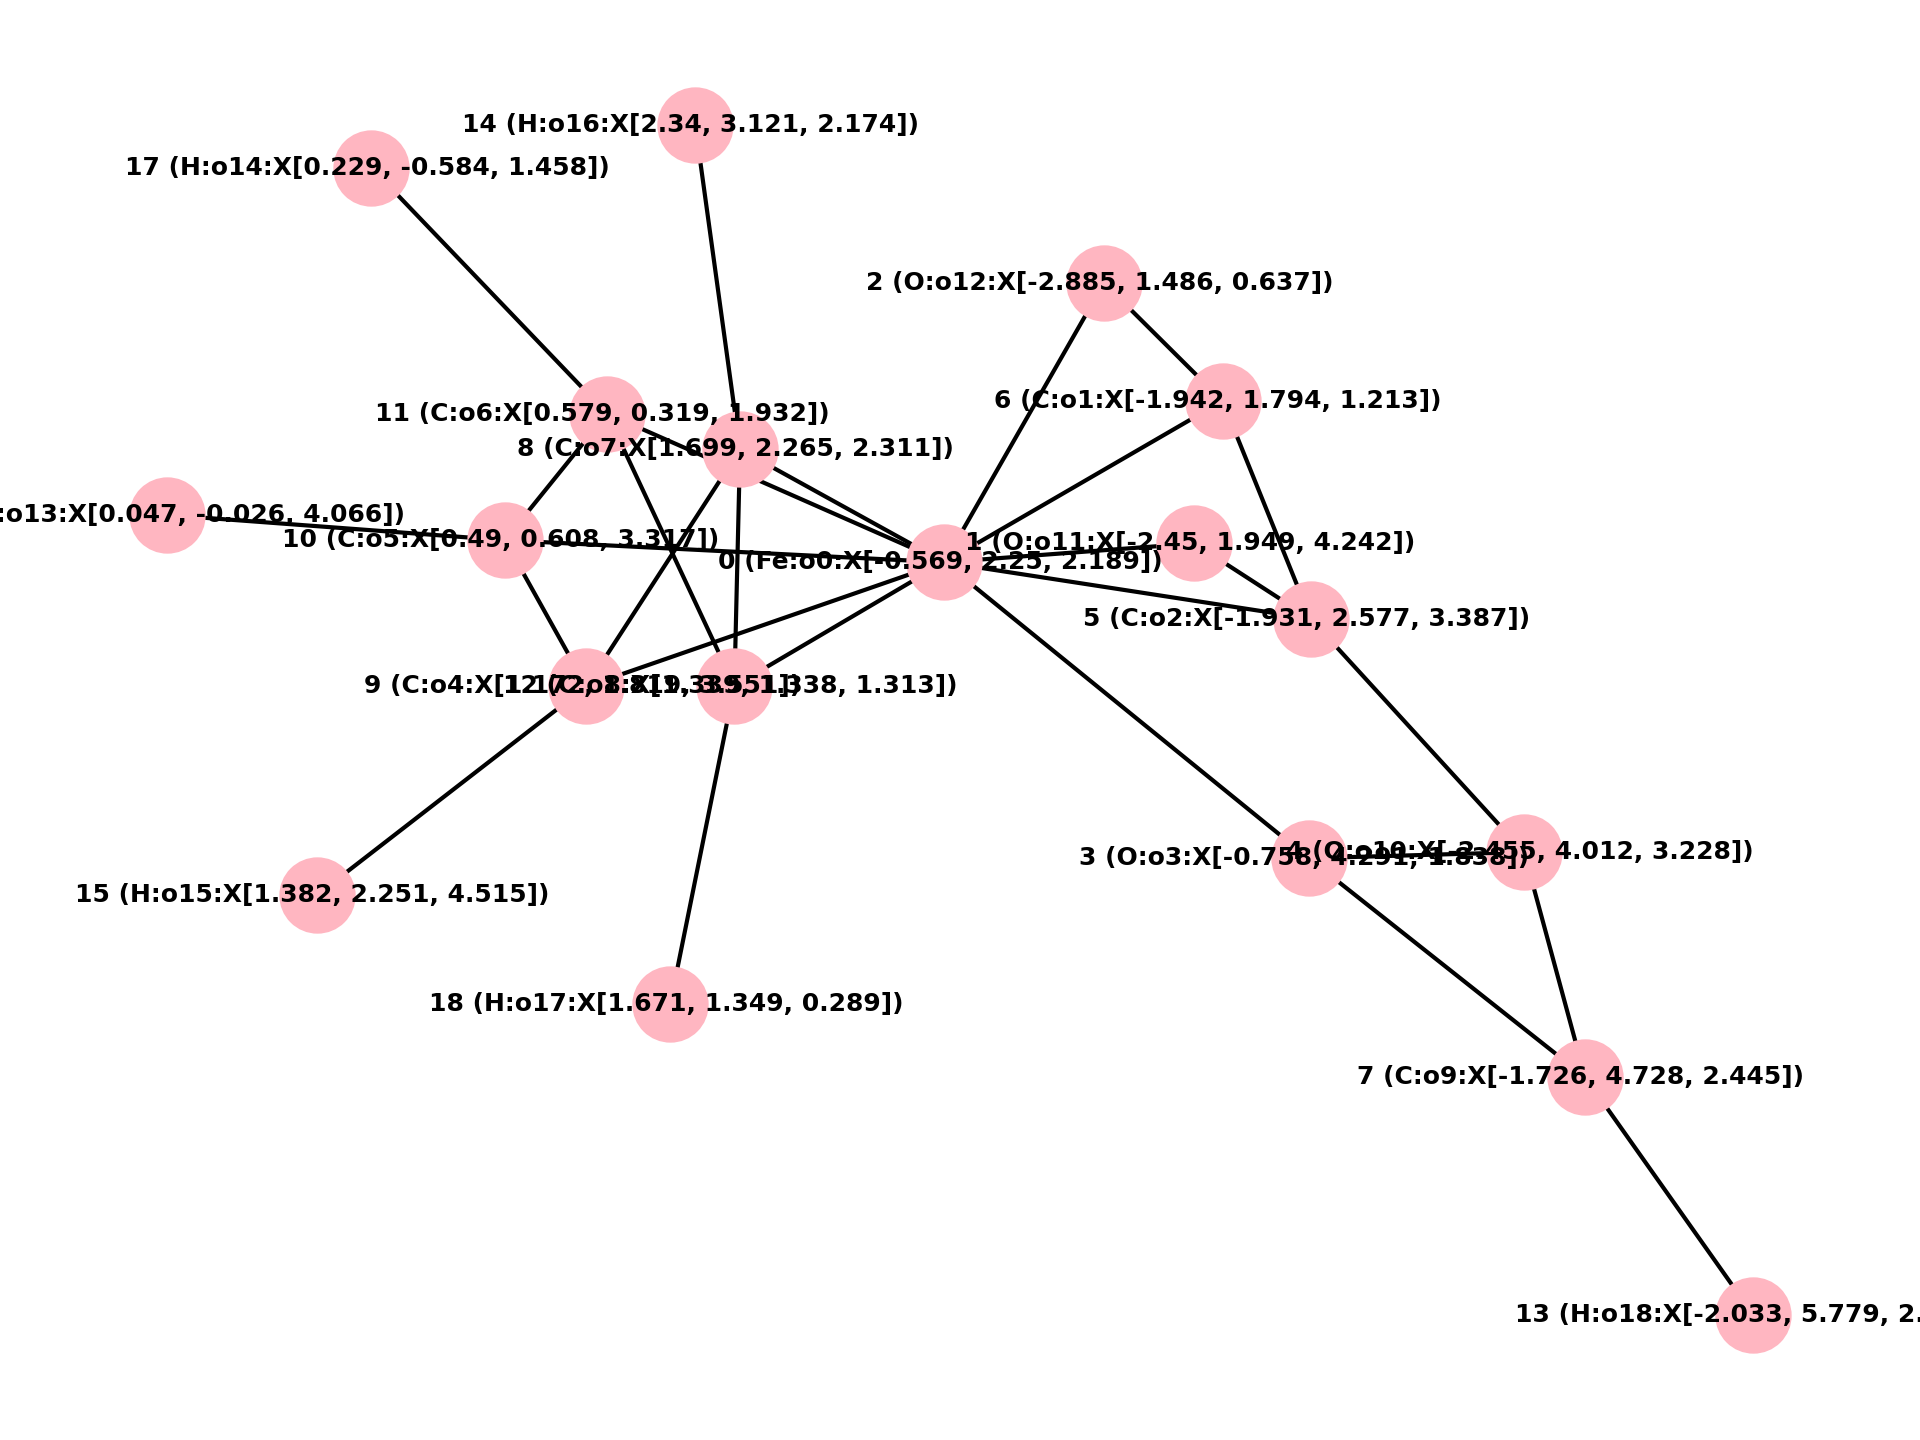 14 (H:o16:X[2.34, 3.121, 2.174])
17 (H:o14:X[0.229, -0.584, 1.458])
2 (O:o12:X[-2.885, 1.486, 0.637])
6 (C:o1:X[-1.942, 1.794, 1.213])
11 (C:o6:X[0.579, 0.319, 1.932])
8 (C:o7:X[1.699, 2.265, 2.311])
:o13:X[0.047, -0.026, 4.066])
10 (C:o5:X[0.49, 0.608, 3.317])
1 (O:o11:X[-2.45, 1.949, 4.242])
0 (Fe:o0:X[-0.569, 2.25, 2.189])
5 (C:o2:X[-1.931, 2.577, 3.387])
9 (C:o4:X[1.172,
1.338, 1.313])
4 (O:o10:X[-2.455, 4.012, 3.228])
3 (O:o3:X[-0.758, 4.291, 1.838])
15 (H:o15:X[1.382, 2.251, 4.515])
18 (H:o17:X[1.671, 1.349, 0.289])
7 (C:o9:X[-1.726, 4.728, 2.445])
13 (H:o18:X[-2.033, 5.779, 2.